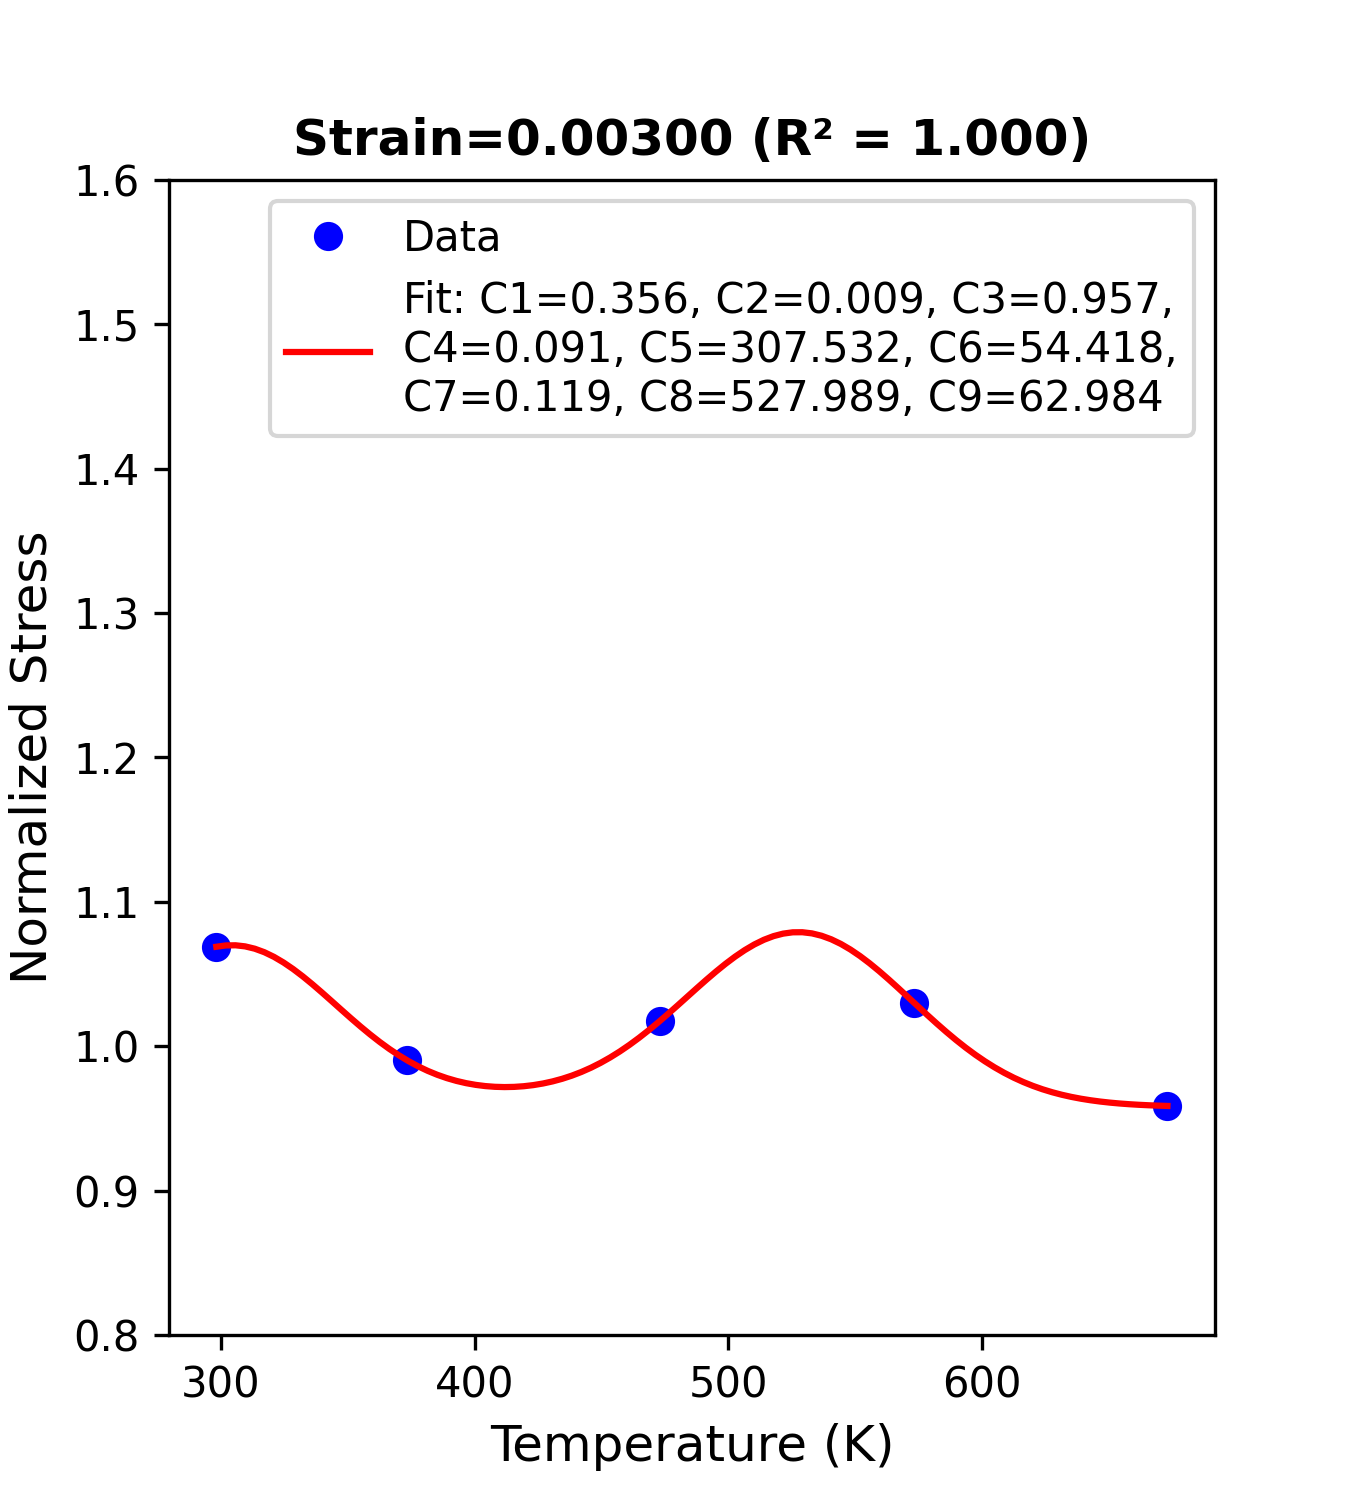 Strain=0.00300 (R² = 1.000)
1.6
1.5
1.4
1.3
1.2
1.1
1.0
0.9
0.8
Normalized Stress
Data
Fit: C1=0.356, C2=0.009, C3=0.957,
C4=0.091, C5=307.532, C6=54.418,
C7=0.119, C8=527.989, C9=62.984
300 400 500 600
Temperature (K)